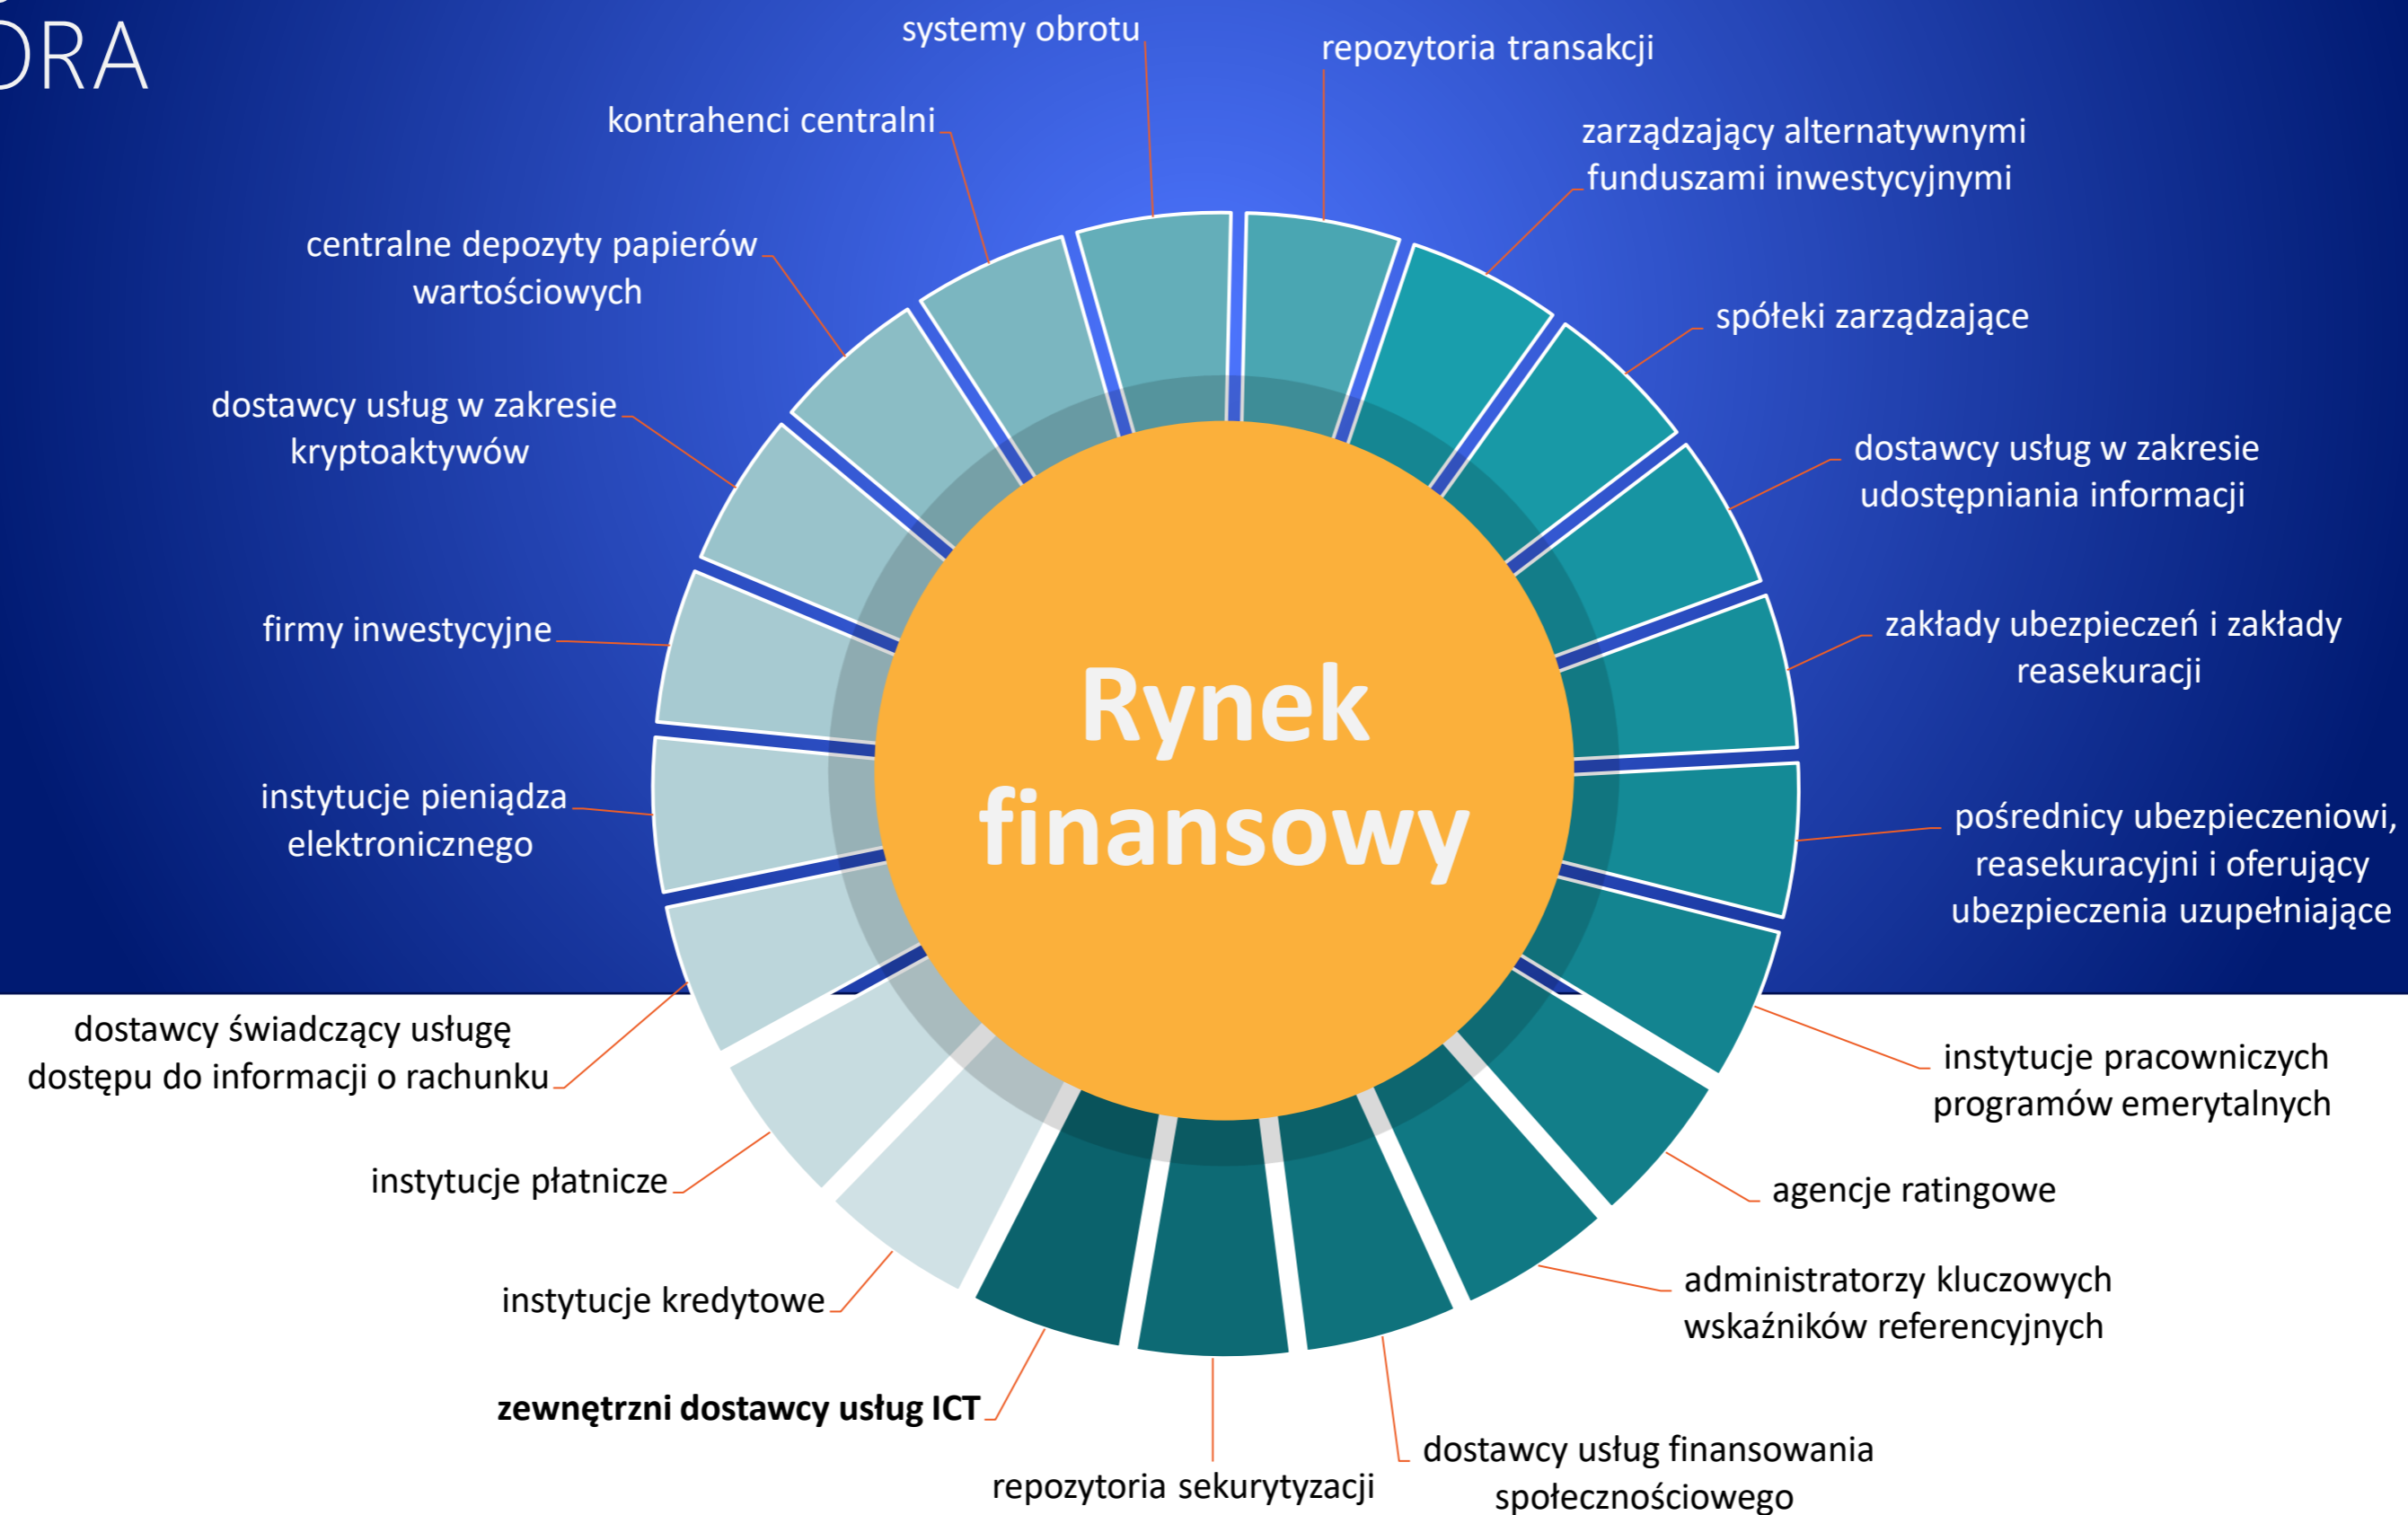 DRA
systemy obrotu
repozytoria transakcji
kontrahenci centralni
zarządzający alternatywnymi
funduszami inwestycyjnymi
centralne depozyty papierów
wartościowych
spółeki zarządzające
dostawcy usług w zakresie
kryptoaktywów
dostawcy usług w zakresie
udostępniania informacji
firmy inwestycyjne
zakłady ubezpieczeń i zakłady
reasekuracji
Rynek
finansowy
instytucje pieniądza
elektronicznego
pośrednicy ubezpieczeniowi,
reasekuracyjni i oferujący
ubezpieczenia uzupełniające
dostawcy świadczący usługę
dostępu do informacji o rachunku
instytucje pracowniczych
programów emerytalnych
instytucje płatnicze
agencje ratingowe
instytucje kredytowe
administratorzy kluczowych
wskaźników referencyjnych
zewnętrzni dostawcy usług ICT
repozytoria sekurytyzacji
dostawcy usług finansowania
społecznościowego